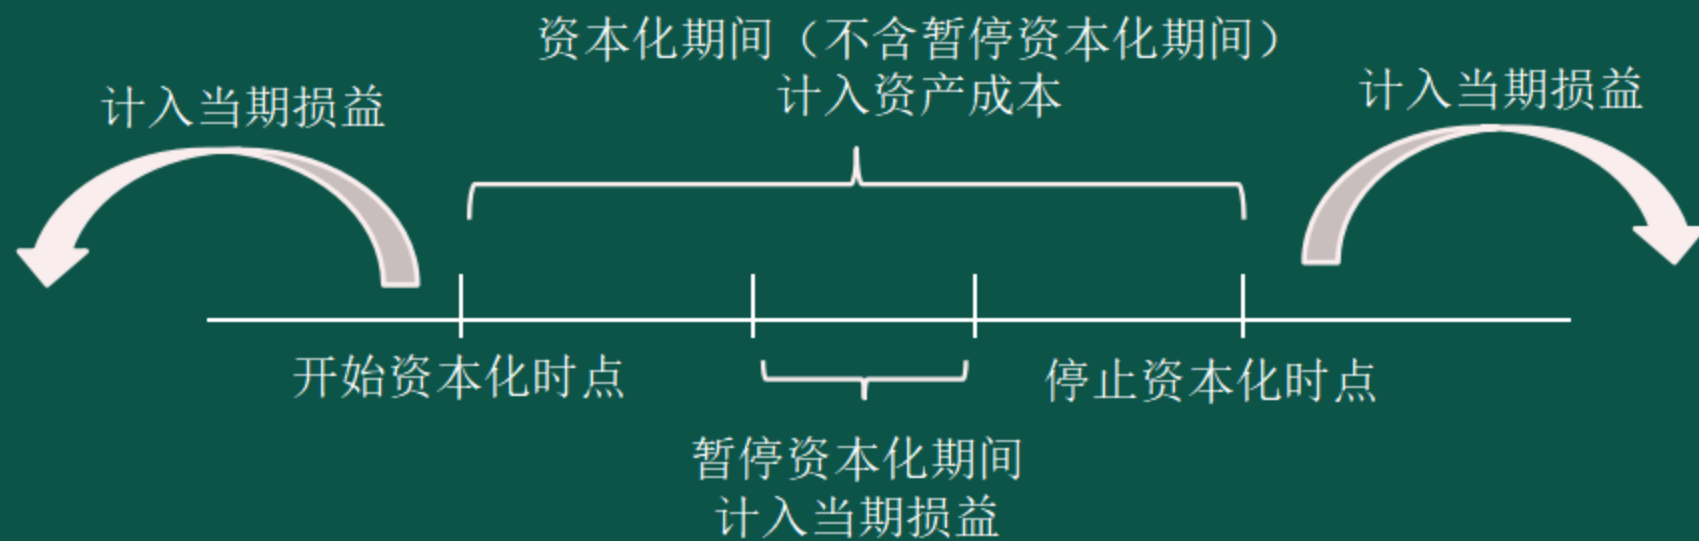 资本化期间（不含暂停资本化期间）
计入资产成本
计入当期损益
计入当期损益
开始资本化时点
停止资本化时点
暂停资本化期间
计入当期损益